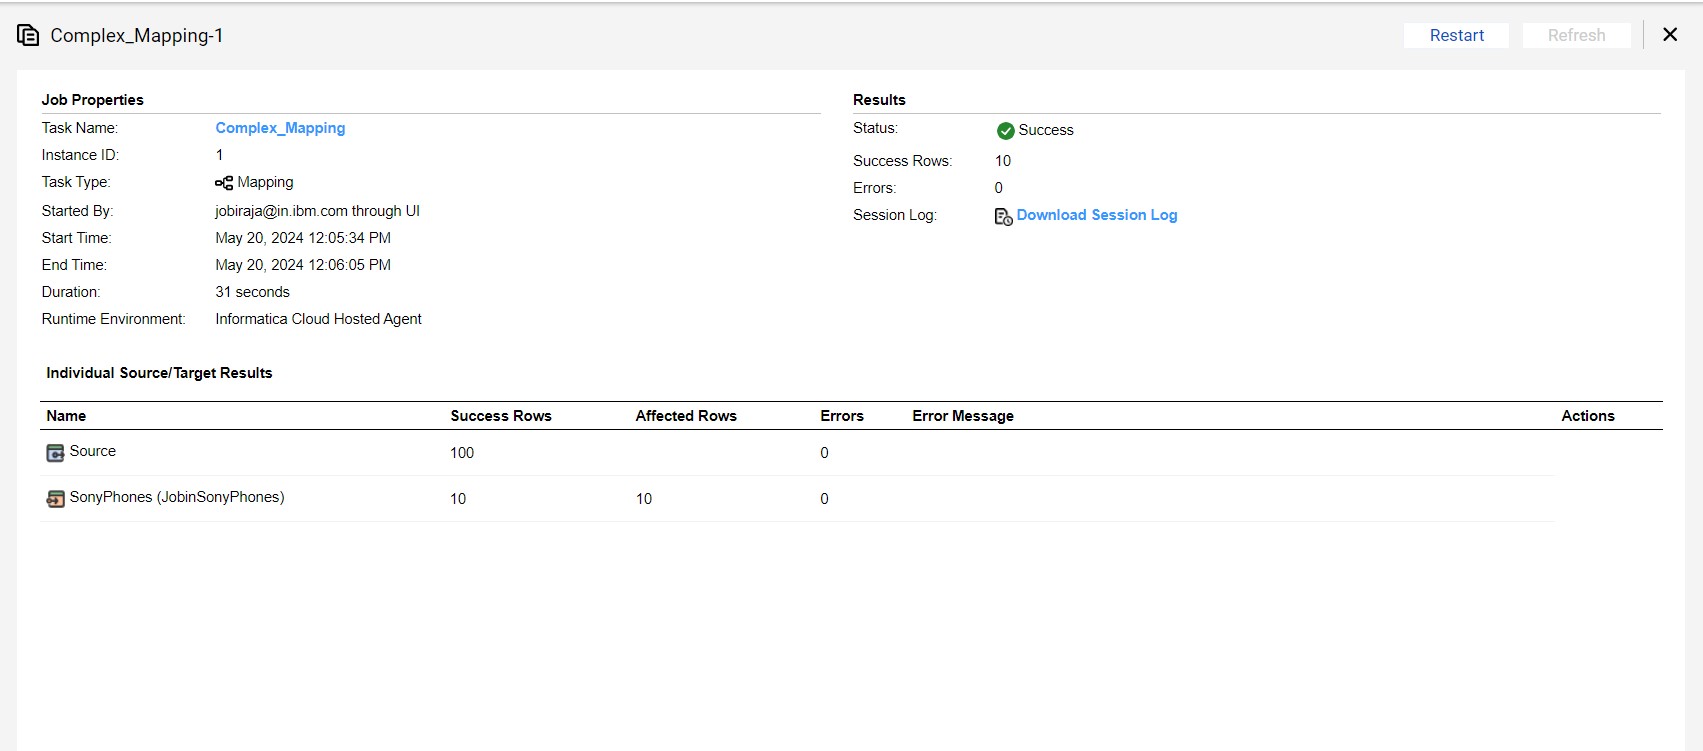 Complex_Mapping-1
Restart
Refresh
Job Properties
Task Name: Complex_Mapping
Instance ID: 1
Task Type: Mapping
Started By: jobiraja@in.ibm.com through UI
Start Time: May 20, 2024 12:05:34 PM
End Time: May 20, 2024 12:06:05 PM
Duration: 31 seconds
Runtime Environment: Informatica Cloud Hosted Agent
Results
Status: Success
Success Rows: 10
Errors: 0
Session Log: Download Session Log
Individual Source/Target Results
Name Success Rows Affected Rows Errors Error Message Actions
Source 100 0
SonyPhones (JobinSonyPhones) 10 10 0